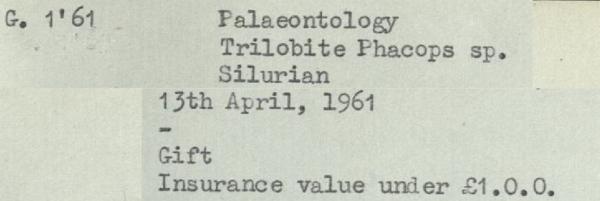 G. 1'61 Palaeontology
Trilobite Phacops sp.
Silurian
13th April, 1961
-
Gift
Insurance value under £1.0.0.